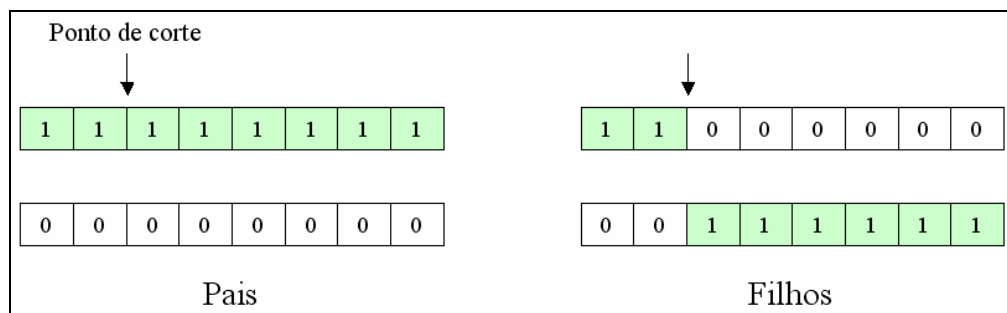 Ponto de corte
1 1 1 1 1 1 1 1
1 1 0 0 0 0 0 0
0 0 0 0 0 0 0 0
0 0 1 1 1 1 1 1
Pais
Filhos